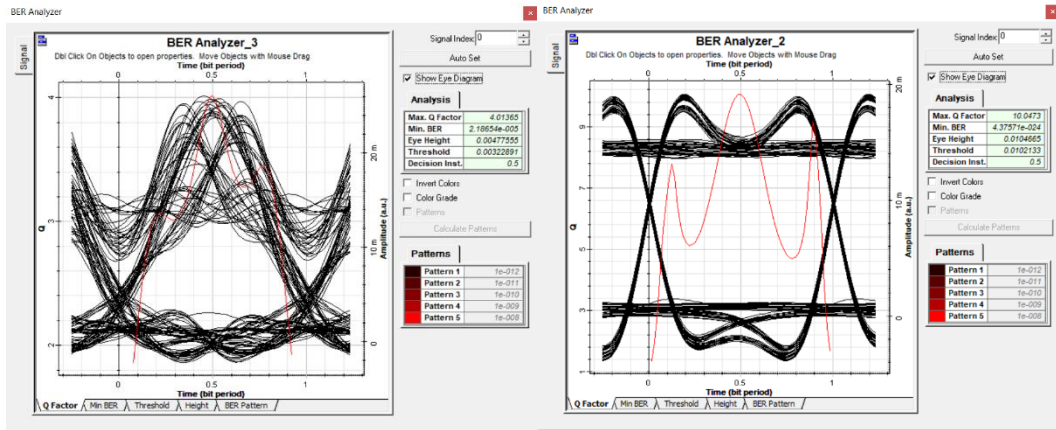 BER Analyzer
Signal
BER Analyzer_3
Dbl Click On Objects to open properties. Move Objects with Mouse Drag
Time (bit period)
0 0.5 1
4
3
2
Q
20 m
10 m
0
Amplitude (a.u.)
0 0.5 1
Time (bit period)
Q Factor Min BER Threshold Height BER Pattern
Signal Index: 0
Auto Set
Show Eye Diagram
Analysis
Max. Q Factor 4.01365
Min. BER 2.18654e-005
Eye Height 0.00477555
Threshold 0.00322891
Decision Inst. 0.5
Invert Colors
Color Grade
Patterns
Calculate Patterns
Patterns
Pattern 1 1e-012
Pattern 2 1e-011
Pattern 3 1e-010
Pattern 4 1e-009
Pattern 5 1e-008
BER Analyzer
Signal
BER Analyzer_2
Dbl Click On Objects to open properties. Move Objects with Mouse Drag
Time (bit period)
0 0.5 1
9
7
5
3
1
Q
20 m
10 m
0
Amplitude (a.u.)
0 0.5 1
Time (bit period)
Q Factor Min BER Threshold Height BER Pattern
Signal Index: 0
Auto Set
Show Eye Diagram
Analysis
Max. Q Factor 10.0473
Min. BER 4.37571e-024
Eye Height 0.0104665
Threshold 0.0102133
Decision Inst. 0.5
Invert Colors
Color Grade
Patterns
Calculate Patterns
Patterns
Pattern 1 1e-012
Pattern 2 1e-011
Pattern 3 1e-010
Pattern 4 1e-009
Pattern 5 1e-008